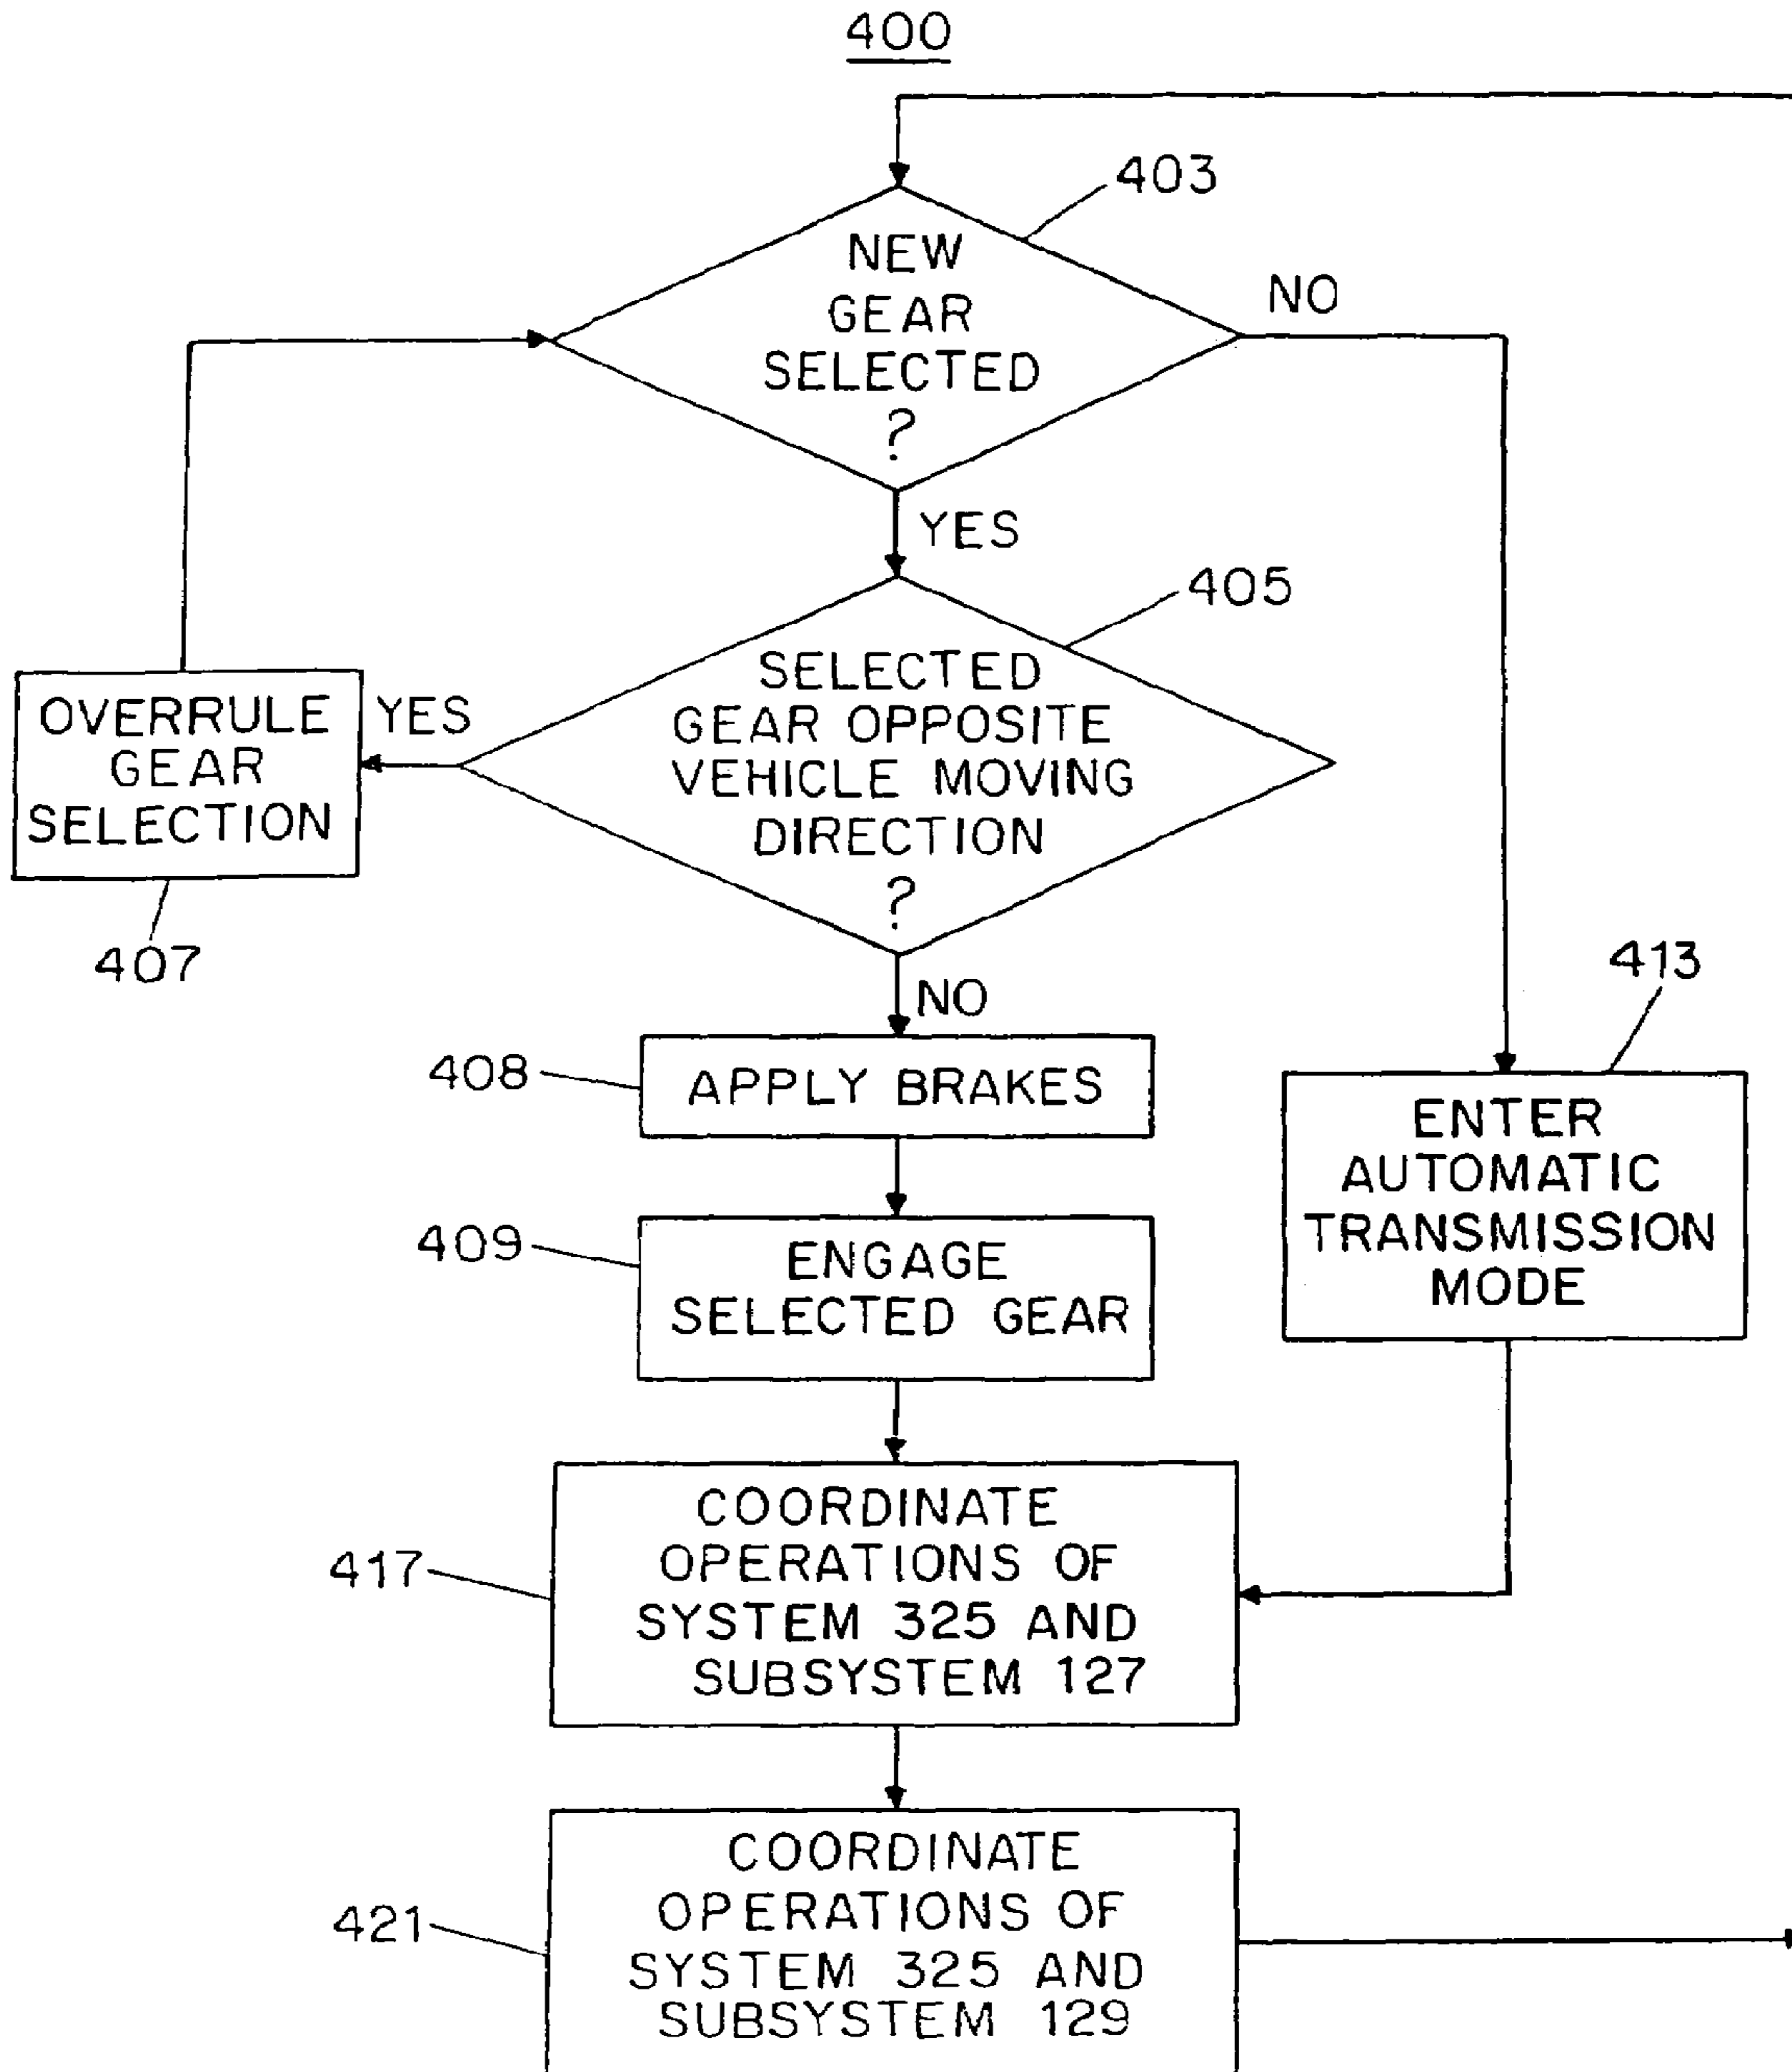 400
403
NEW
GEAR
SELECTED
?
NO
YES
405
SELECTED
GEAR OPPOSITE
VEHICLE MOVING
DIRECTION
?
YES
OVERRULE
GEAR
SELECTION
407
NO
408
APPLY BRAKES
413
ENTER
AUTOMATIC
TRANSMISSION
MODE
409
ENGAGE
SELECTED GEAR
417
COORDINATE
OPERATIONS OF
SYSTEM 325 AND
SUBSYSTEM 127
421
COORDINATE
OPERATIONS OF
SYSTEM 325 AND
SUBSYSTEM 129